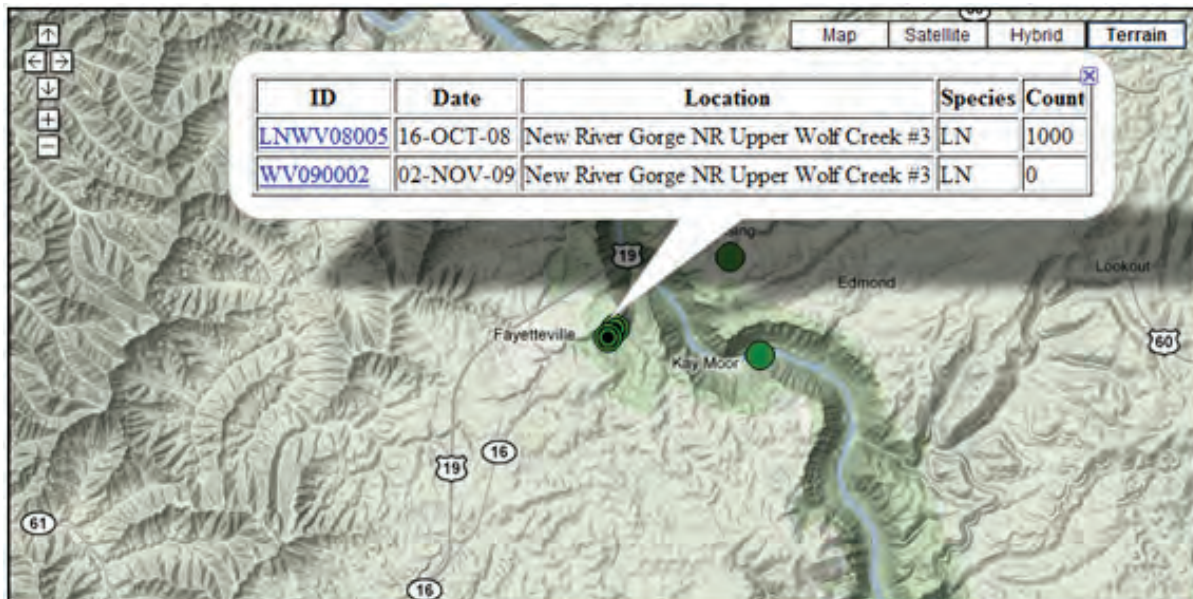 Map Satellite Hybrid Terrain
ID Date Location Species Count
LNWV08005 16-OCT-08 New River Gorge NR Upper Wolf Creek #3 LN 1000
WV090002 02-NOV-09 New River Gorge NR Upper Wolf Creek #3 LN 0
19
Lookout
Edmond
Fayetteville
60
Kay Moor
16
19
61
16